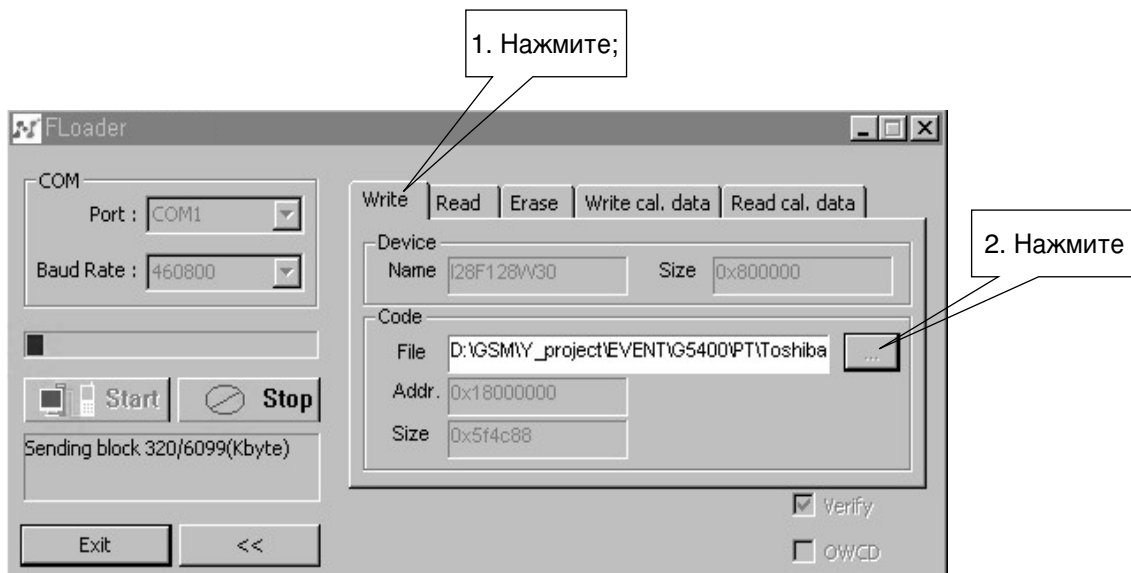 1. Нажмите;
FLoader
COM
Port :
COM1
Baud Rate :
460800
Start
Stop
Sending block 320/6099(Kbyte)
Exit
<<
Write
Read
Erase
Write cal. data
Read cal. data
Device
Name
I28F128W30
Size
0x800000
2. Нажмите
Code
File
D:\GSM\Y_project\EVENT\G5400\PT\Toshiba
...
Addr.
0x18000000
Size
0x5f4c88
Verify
OWCD